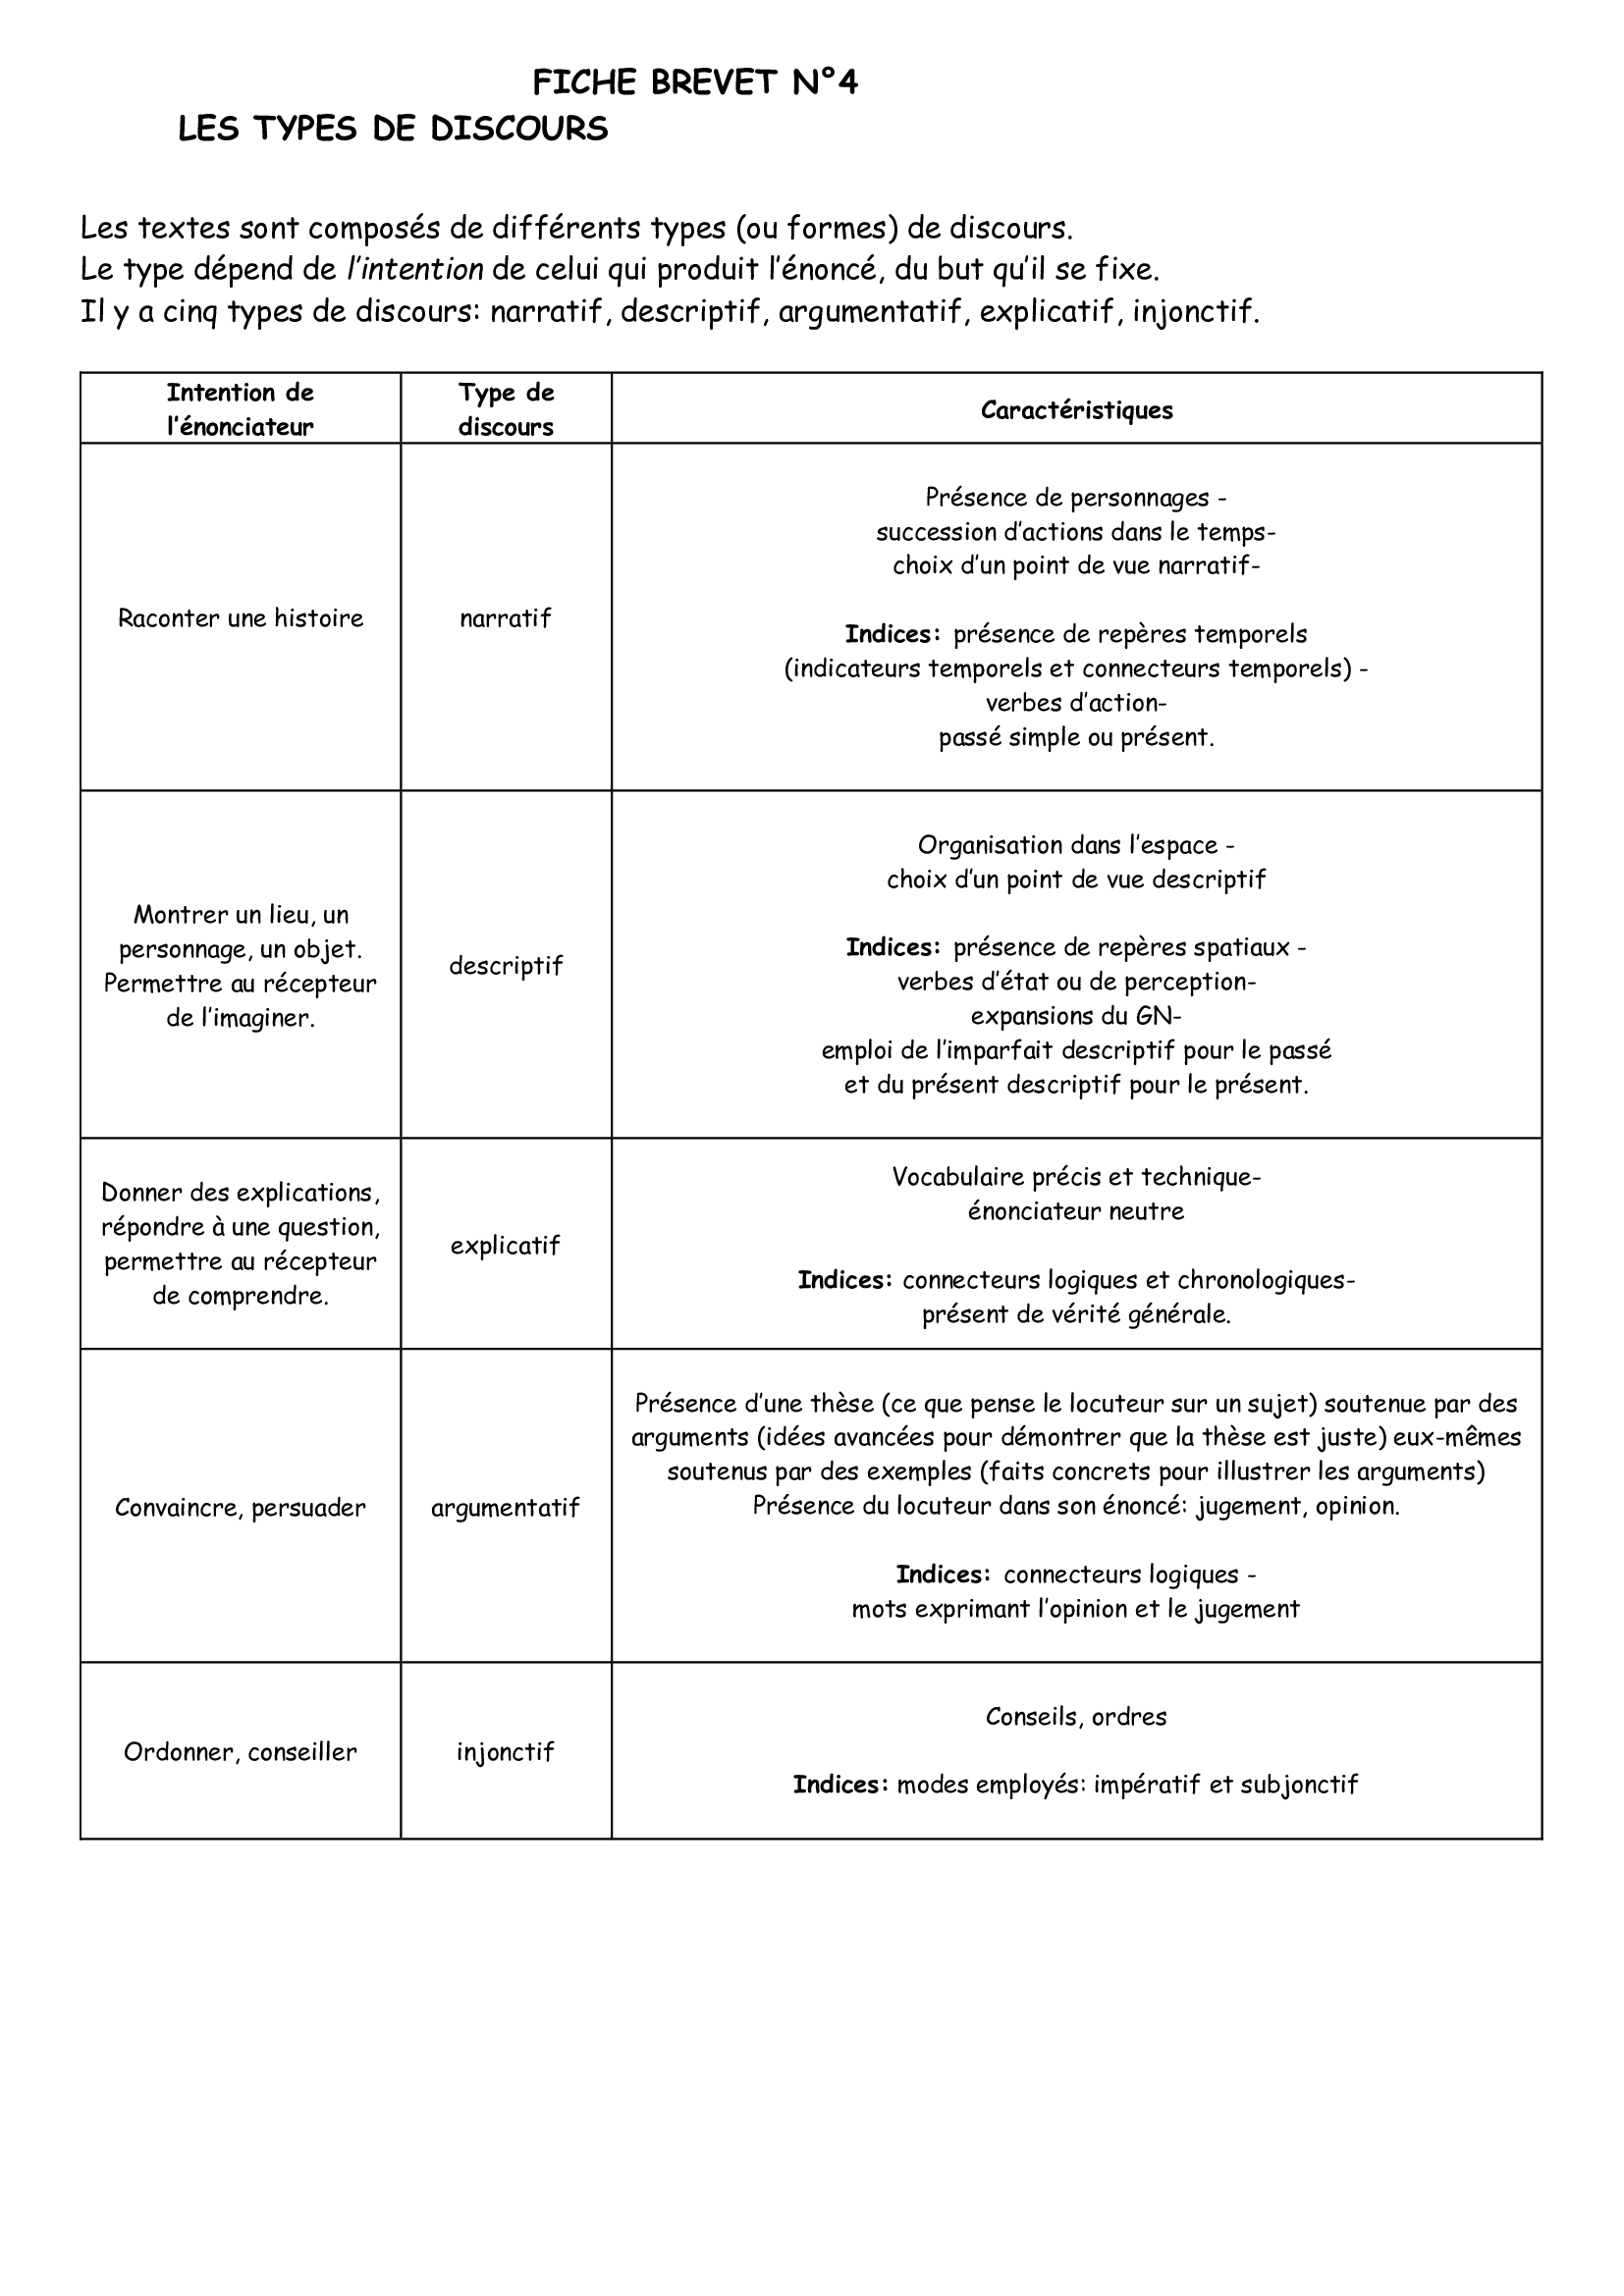 FICHE BREVET N°4
LES TYPES DE DISCOURS
Les textes sont composés de différents types (ou formes) de discours.
Le type dépend de l'intention de celui qui produit l'énoncé, du but qu'il se fixe.
Il y a cinq types de discours: narratif, descriptif, argumentatif, explicatif, injonctif.
Intention de
l'énonciateur
Type de
discours
Caractéristiques
Raconter une histoire
narratif
Présence de personnages -
succession d'actions dans le temps-
choix d'un point de vue narratif-
Indices: présence de repères temporels
(indicateurs temporels et connecteurs temporels) -
verbes d'action-
passé simple ou présent.
Montrer un lieu, un
personnage, un objet.
Permettre au récepteur
de l'imaginer.
descriptif
Organisation dans l'espace -
choix d'un point de vue descriptif
Indices: présence de repères spatiaux -
verbes d'état ou de perception-
expansions du GN-
emploi de l'imparfait descriptif pour le passé
et du présent descriptif pour le présent.
Donner des explications,
répondre à une question,
permettre au récepteur
de comprendre.
explicatif
Vocabulaire précis et technique-
énonciateur neutre
Indices: connecteurs logiques et chronologiques-
présent de vérité générale.
Convaincre, persuader
argumentatif
Présence d'une thèse (ce que pense le locuteur sur un sujet) soutenue par des
arguments (idées avancées pour démontrer que la thèse est juste) eux-mêmes
soutenus par des exemples (faits concrets pour illustrer les arguments)
Présence du locuteur dans son énoncé: jugement, opinion.
Indices: connecteurs logiques -
mots exprimant l'opinion et le jugement
Ordonner, conseiller
injonctif
Conseils, ordres
Indices: modes employés: impératif et subjonctif